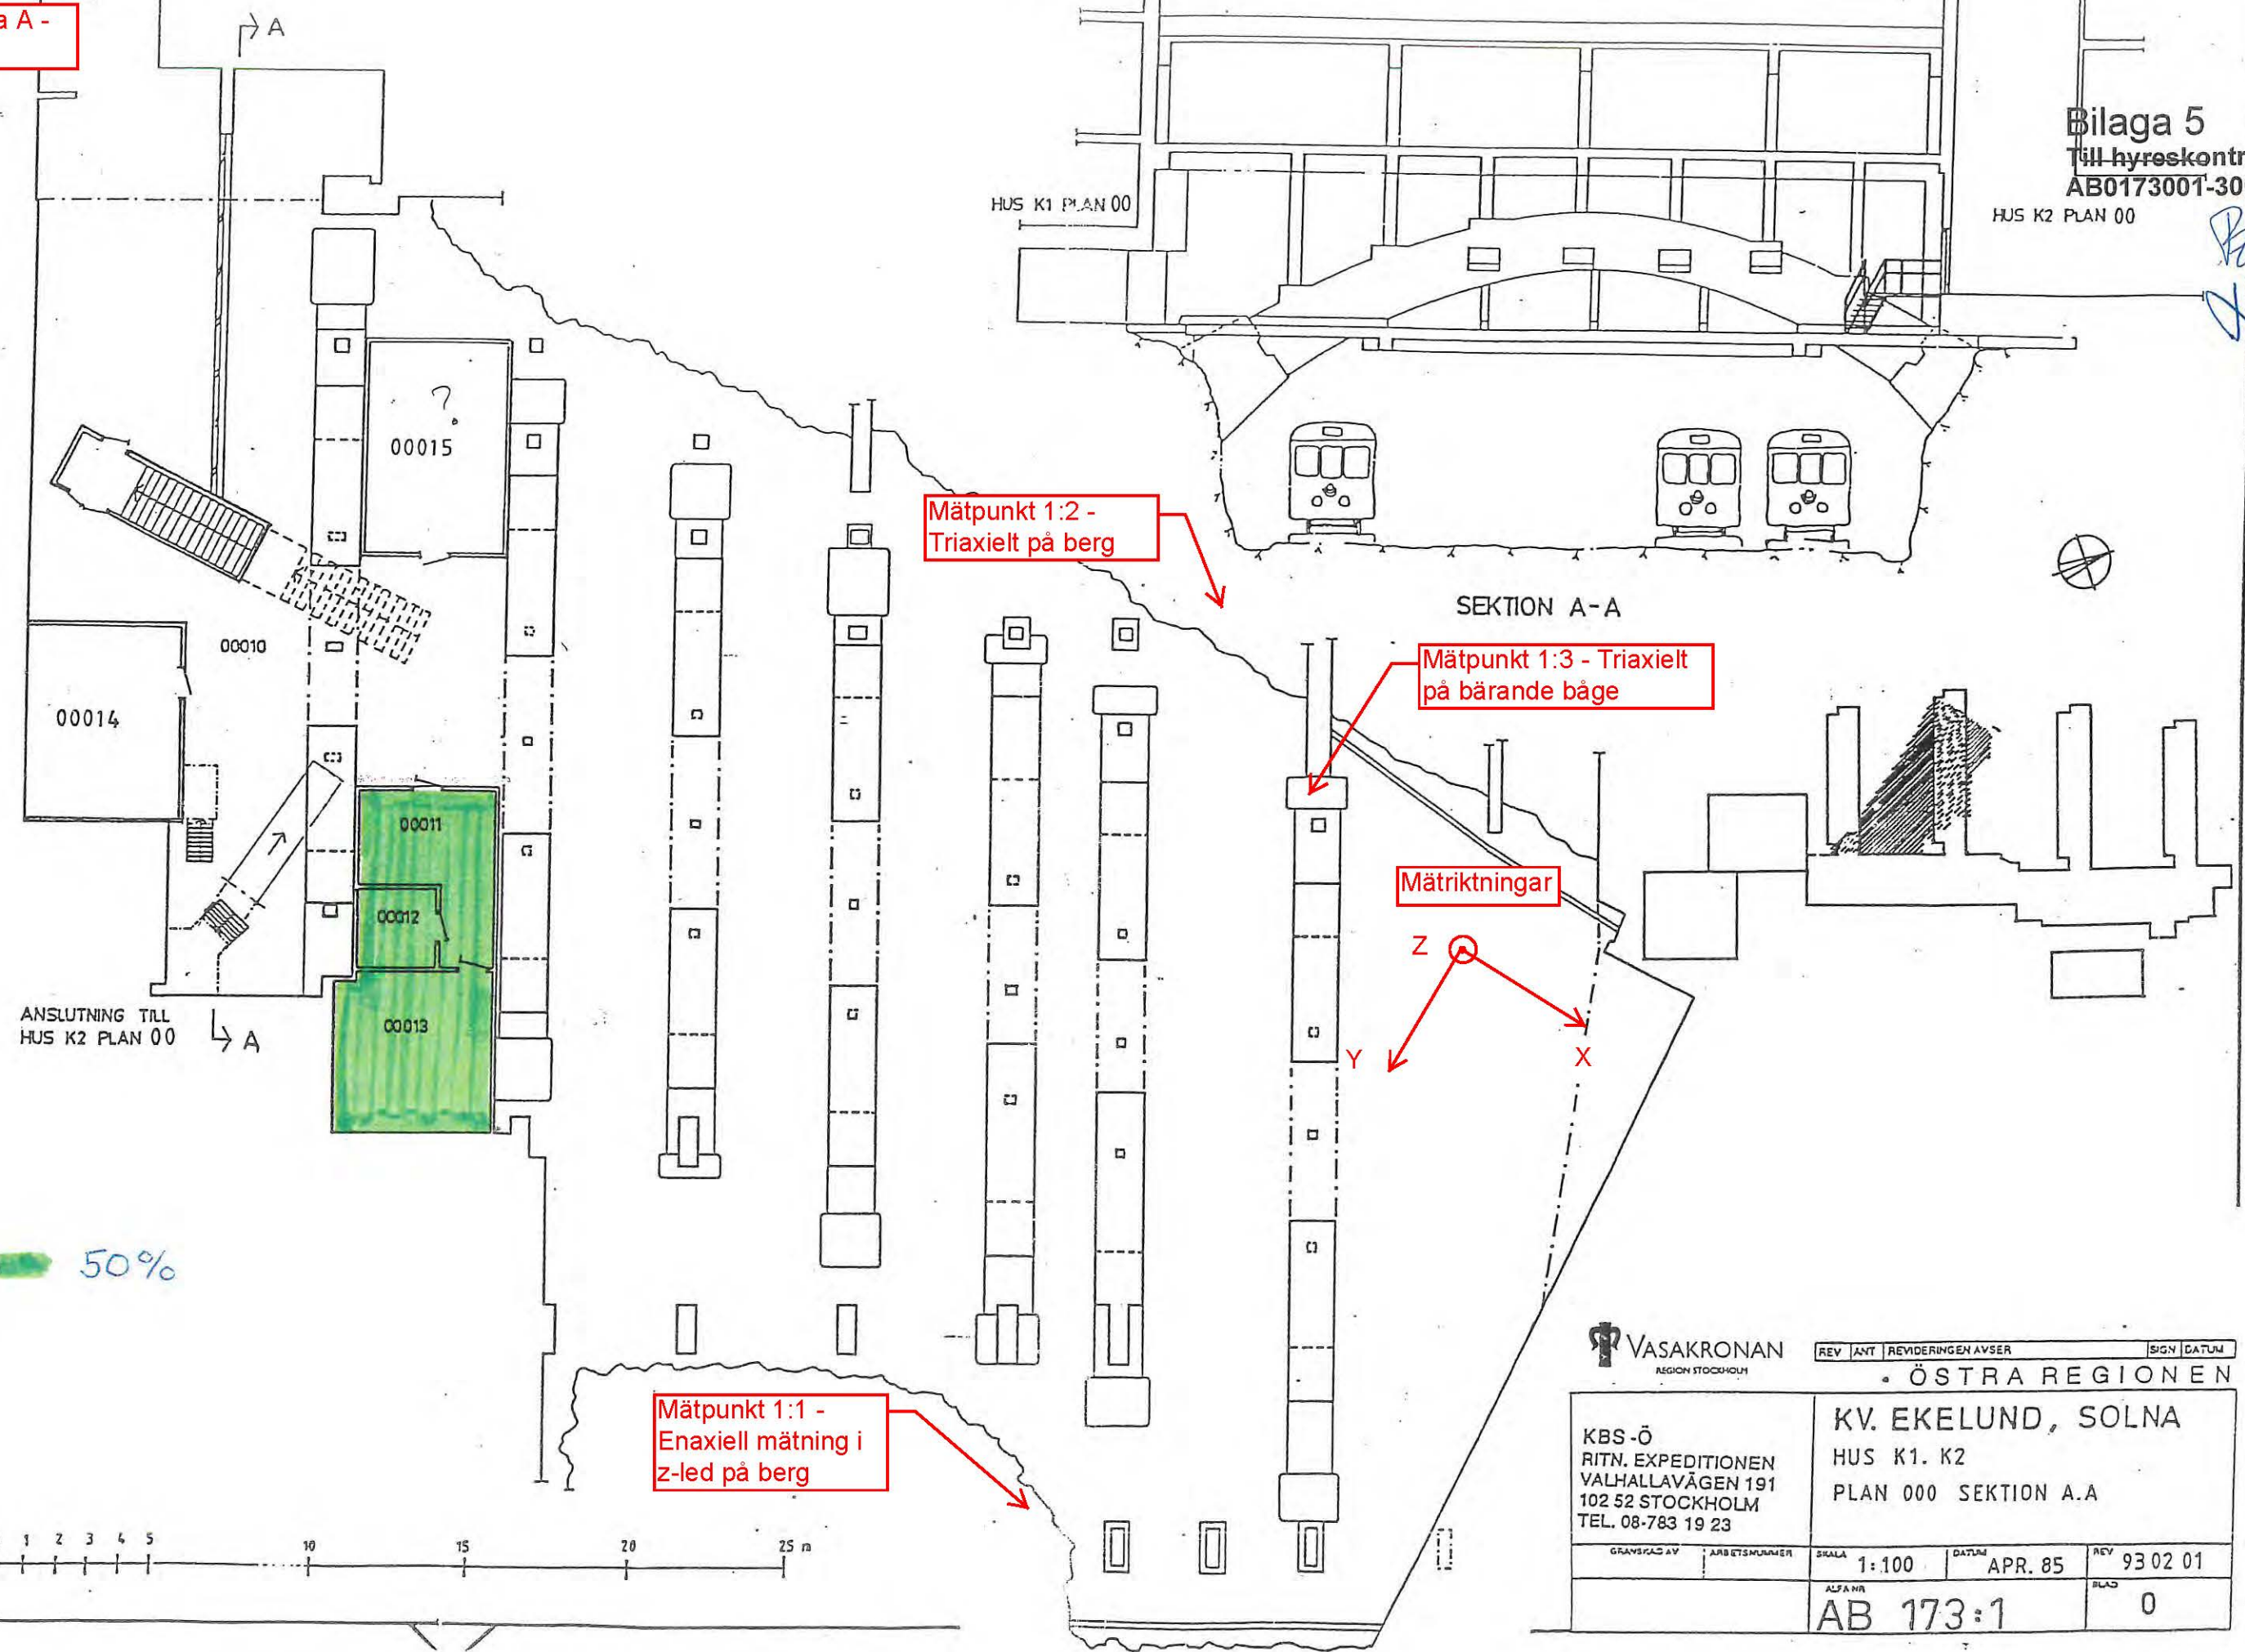 a A -
A
Bilaga 5
Till hyreskontr
AB0173001-30
HUS K1 PLAN 00
HUS K2 PLAN 00
?
00015
Mätpunkt 1:2 -
Triaxielt på berg
SEKTION A-A
00010
Mätpunkt 1:3 - Triaxielt
på bärande båge
00014
00011
Mätriktningar
00012
Z
ANSLUTNING TILL
HUS K2 PLAN 00
A
00013
Y
X
50%
VASAKRONAN
REGION STOCKHOLM
REV ANT REVIDERINGEN AVSER SIGN DATUM
ÖSTRA REGIONEN
Mätpunkt 1:1 -
Enaxiell mätning i
z-led på berg
KBS-Ö
RITN. EXPEDITIONEN
VALHALLAVÄGEN 191
102 52 STOCKHOLM
TEL. 08-783 19 23
KV. EKELUND, SOLNA
HUS K1. K2
PLAN 000 SEKTION A.A
1 2 3 4 5 10 15 20 25 m
GRANSKAD AV ARBETSNUMMER SKALA 1:100 DATUM APR. 85 REV 93 02 01
ALFA NR AB 173:1 BLAD 0